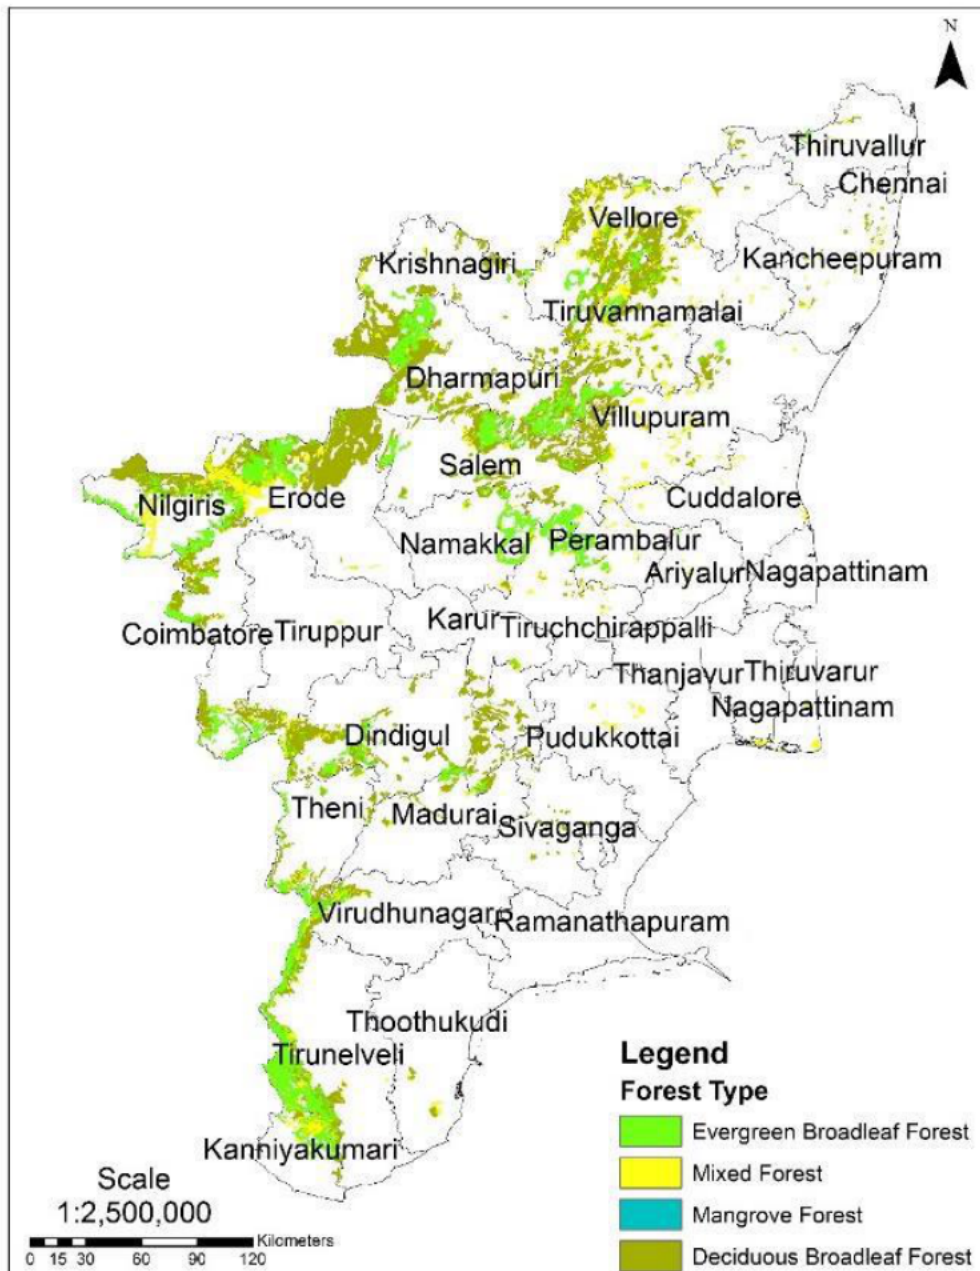 N
Thiruvallur
Chennai
Vellore
Kancheepuram
Krishnagiri
Tiruvannamalai
Dharmapuri
Villupuram
Salem
Cuddalore
Nilgiris
Erode
Namakkal
Perambalur
Ariyalur
Nagapattinam
Coimbatore
Tiruppur
Karur
Tiruchchirappalli
Thanjavur
Thiruvarur
Nagapattinam
Dindigul
Pudukkottai
Theni
Madurai
Sivaganga
Virudhunagar
Ramanathapuram
Thoothukudi
Tirunelveli
Kanniyakumari
Legend
Forest Type
Evergreen Broadleaf Forest
Mixed Forest
Mangrove Forest
Deciduous Broadleaf Forest
Scale
1:2,500,000
Kilometers
0 15 30 60 90 120